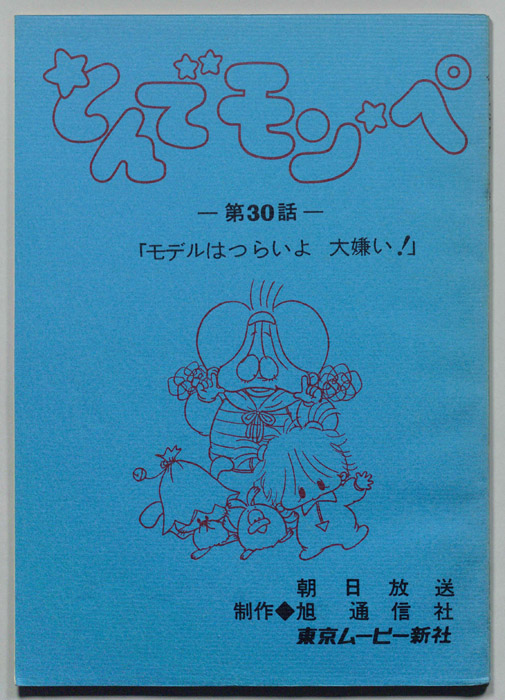 とんでモン・ペ
— 第30話 —
「モデルはつらいよ 大嫌い!」
朝日放送
制作◆旭通信社
東京ムービー新社